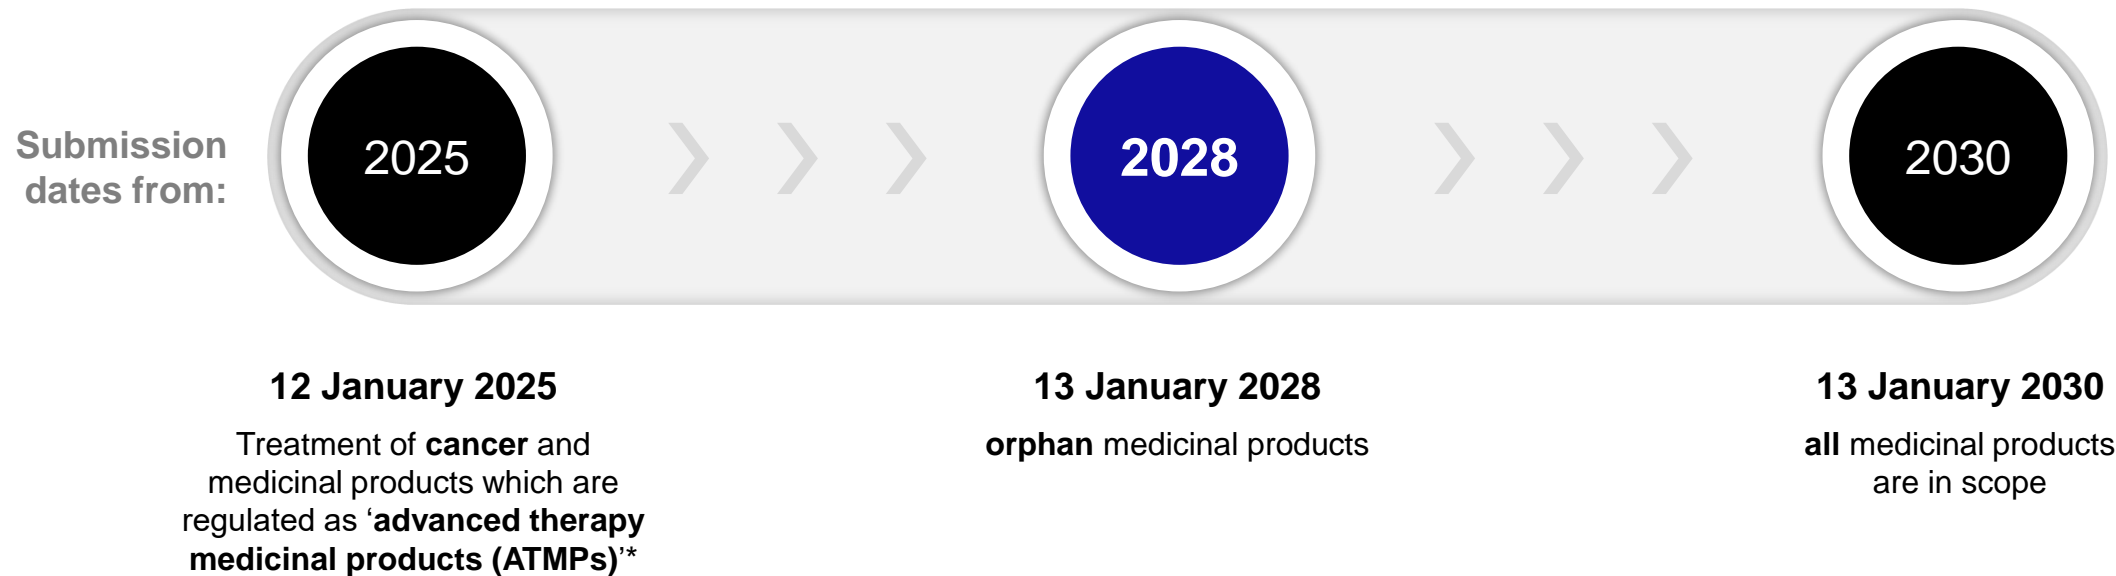 Submission
dates from:
2025
2028
2030
12 January 2025
Treatment of cancer and
medicinal products which are
regulated as ‘advanced therapy
medicinal products (ATMPs)’*
13 January 2028
orphan medicinal products
13 January 2030
all medicinal products
are in scope